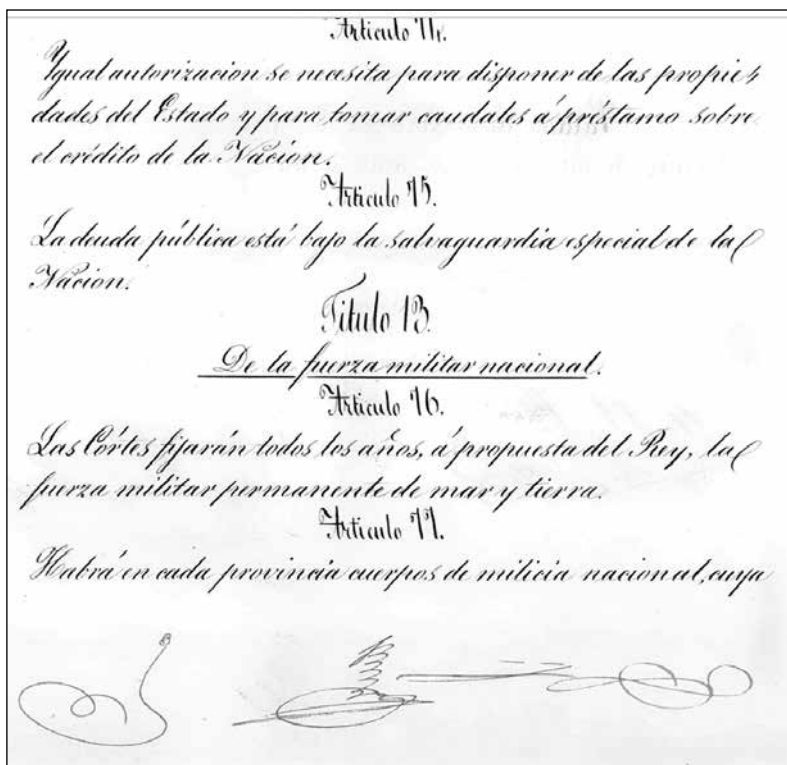 Artículo 74.
Ygual autorizacion se necesita para disponer de las propie
dades del Estado y para tomar caudales á préstamo sobre
el crédito de la Nacion.
Artículo 75.
La deuda pública está bajo la salvaguardia especial de la
Nacion.
Título 13.
De la fuerza militar nacional.
Artículo 76.
Las Córtes fijarán todos los años, á propuesta del Rey, la
fuerza militar permanente de mar y tierra.
Artículo 77.
Habrá en cada provincia cuerpos de milicia nacional, cuya